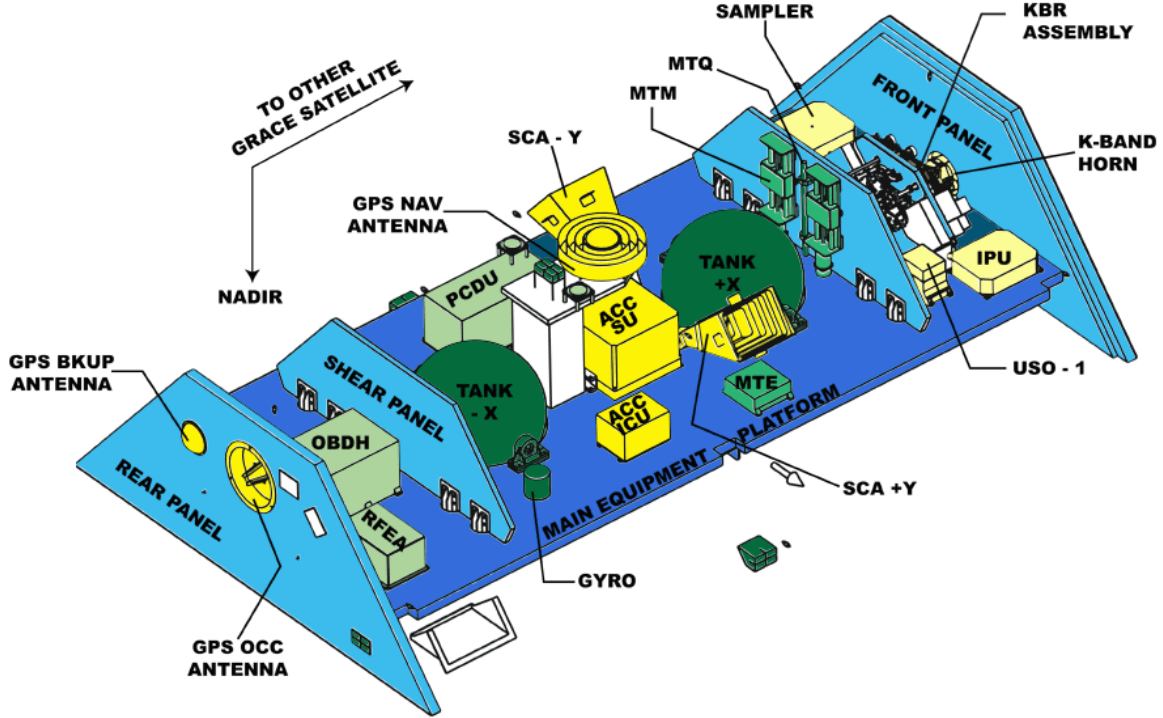 SAMPLER
KBR
ASSEMBLY
TO OTHER
GRACE SATELLITE
MTQ
MTM
FRONT PANEL
K-BAND
HORN
SCA - Y
GPS NAV
ANTENNA
NADIR
PCDU
TANK
+X
IPU
ACC
SU
GPS BKUP
ANTENNA
SHEAR PANEL
TANK
- X
MTE
USO - 1
ACC
ICU
OBDH
PLATFORM
MAIN EQUIPMENT
REAR PANEL
SCA +Y
RFEA
GYRO
GPS OCC
ANTENNA